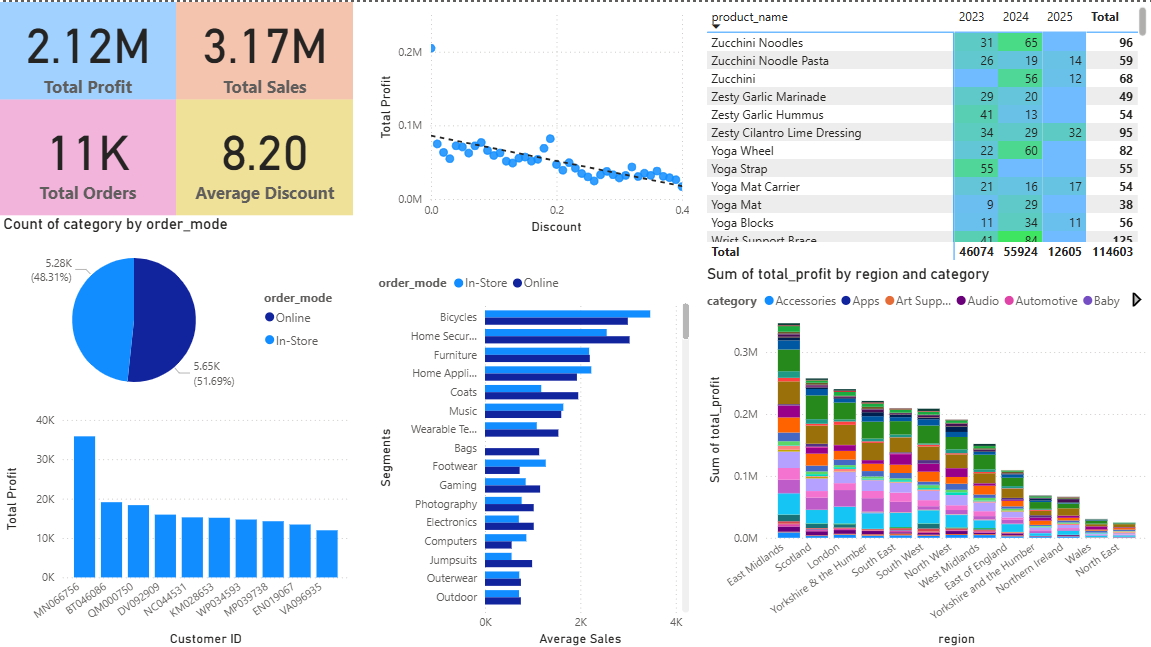 2.12M
Total Profit
3.17M
Total Sales
11K
Total Orders
8.20
Average Discount
Total Profit
0.2M
0.1M
0.0M
0.0
0.2
0.4
Discount
product_name 2023 2024 2025 Total
Zucchini Noodles 31 65 96
Zucchini Noodle Pasta 26 19 14 59
Zucchini 56 12 68
Zesty Garlic Marinade 29 20 49
Zesty Garlic Hummus 41 13 54
Zesty Cilantro Lime Dressing 34 29 32 95
Yoga Wheel 22 60 82
Yoga Strap 55 55
Yoga Mat Carrier 21 16 17 54
Yoga Mat 9 29 38
Yoga Blocks 11 34 11 56
Wrist Support Brace 41 84 125
Total 46074 55924 12605 114603
Count of category by order_mode
5.28K
(48.31%)
5.65K
(51.69%)
order_mode
Online
In-Store
Total Profit
40K
30K
20K
10K
0K
MN066756
BT046086
QM000750
DV092909
NC044531
KM028653
WP034593
MP039738
EN019067
VA096935
Customer ID
order_mode In-Store Online
Segments
Bicycles
Home Secur...
Furniture
Home Appli...
Coats
Music
Wearable Te...
Bags
Footwear
Gaming
Photography
Electronics
Computers
Jumpsuits
Outerwear
Outdoor
0K
2K
4K
Average Sales
Sum of total_profit by region and category
category Accessories Apps Art Supp... Audio Automotive Baby
Sum of total_profit
0.3M
0.2M
0.1M
0.0M
East Midlands
Scotland
London
Yorkshire & the Humber
South East
South West
North West
West Midlands
East of England
Yorkshire and the Humber
Northern Ireland
Wales
North East
region